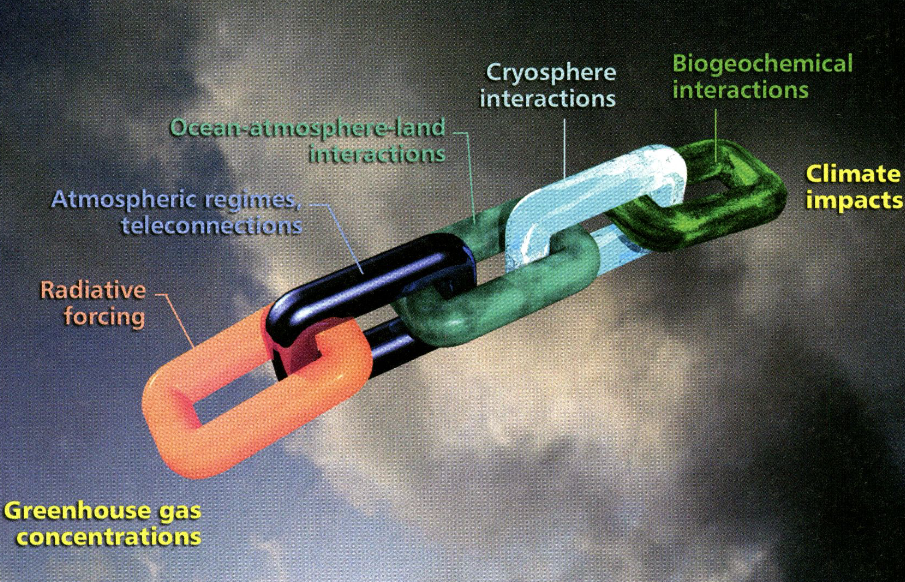 Cryosphere
interactions
Biogeochemical
interactions
Ocean-atmosphere-land
interactions
Climate
impacts
Atmospheric regimes,
teleconnections
Radiative
forcing
Greenhouse gas
concentrations